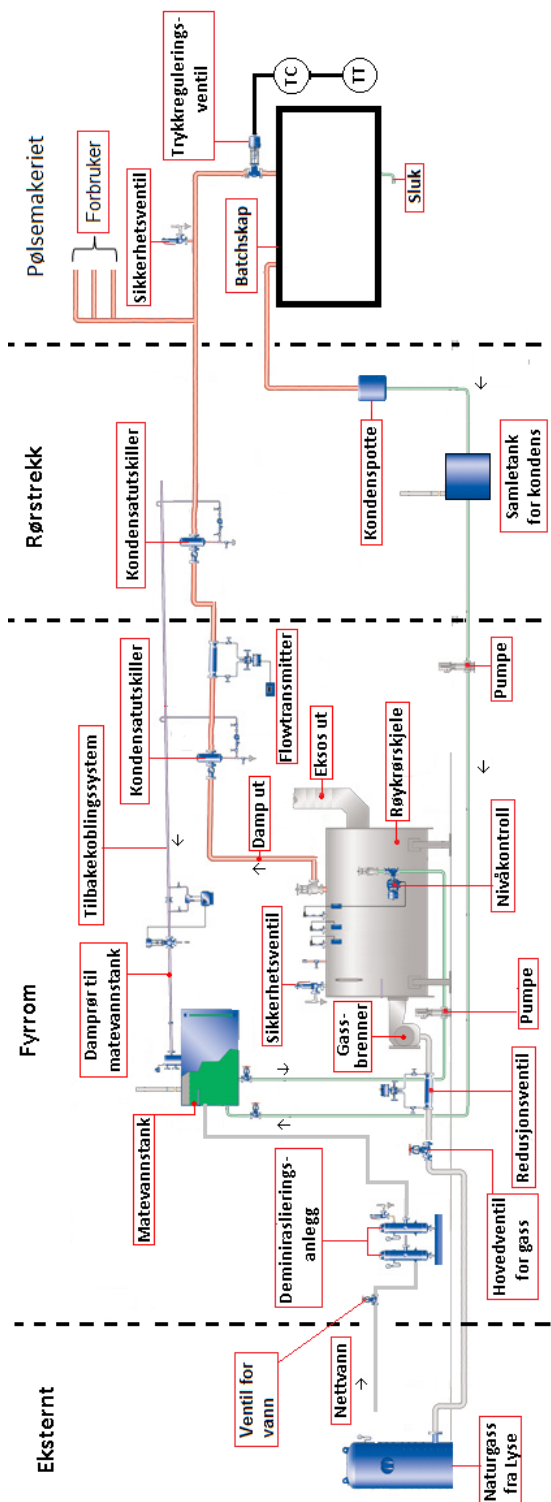 Eksternt
Fyrrom
Rørstrekk
Pølsemakeriet
Forbruker
Tilbakekoblingssystem
Damprør til
matevannstank
Matevannstank
Kondensatutskiller
Kondensatutskiller
Sikkerhetsventil
Trykkregulerings-
ventil
TC
TT
Flowtransmitter
Damp ut
Eksos ut
Batchskap
Sluk
Deminiraslierings-
anlegg
Ventil for
vann
Nettvann
Sikkerhetsventil
Gass-
brenner
Røykrørskjele
Nivåkontroll
Kondenspotte
Samletank
for kondens
Naturgass
fra Lyse
Hovedventil
for gass
Redusjonsventil
Pumpe
Pumpe